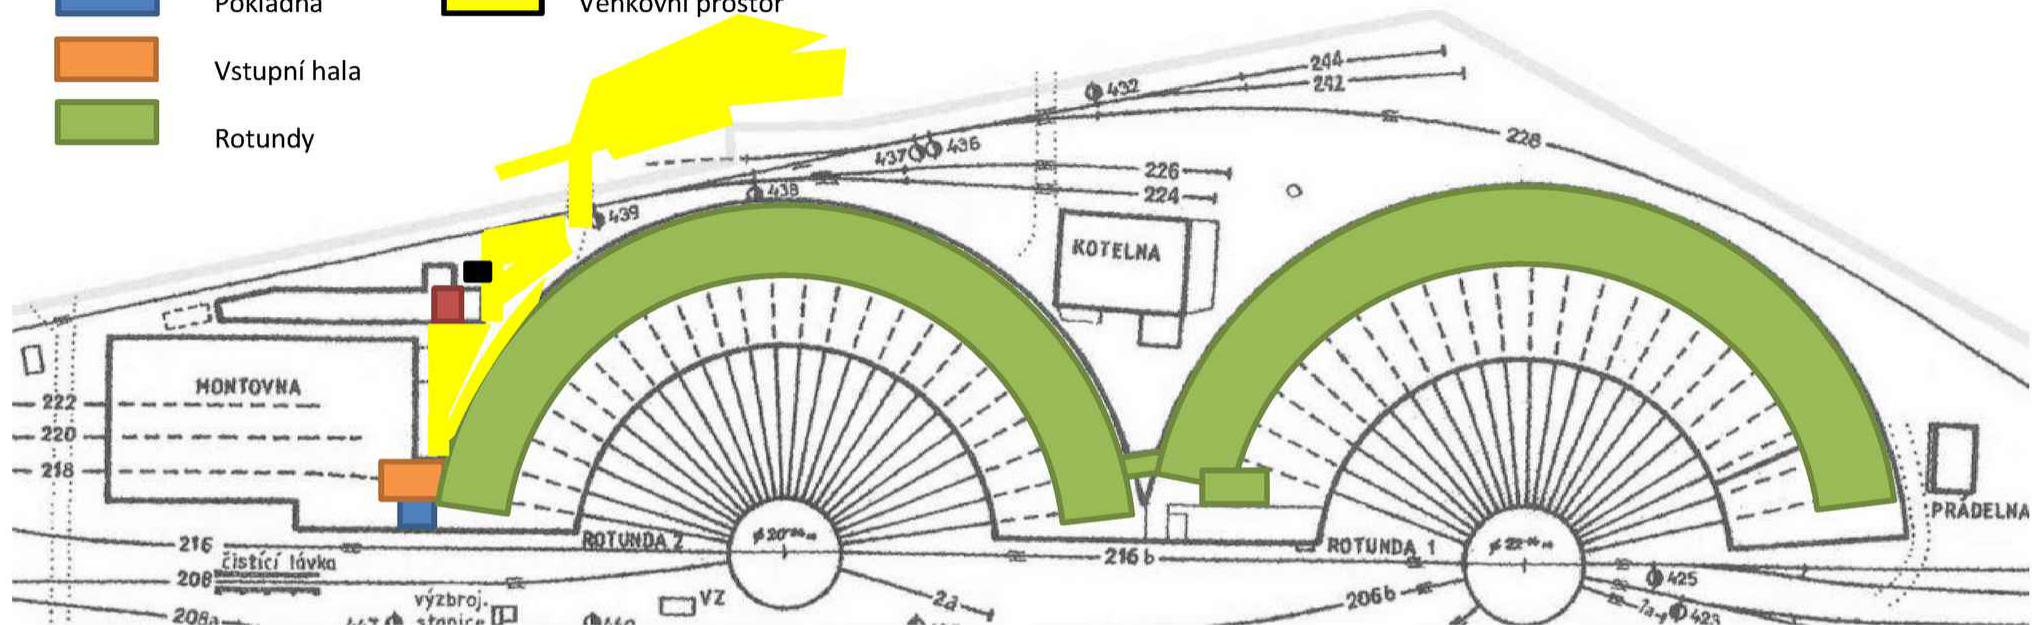 Pokladna
Venkovní prostor
Vstupní hala
Rotundy
244
242
432
228
437
436
226
224
438
439
KOTELNA
MONTOVNA
222
220
218
PRÁDELNA
216
ROTUNDA 2
216 b
ROTUNDA 1
čistící lávka
208
425
výzbroj.
stanice
VZ
2a
206b
423
208a